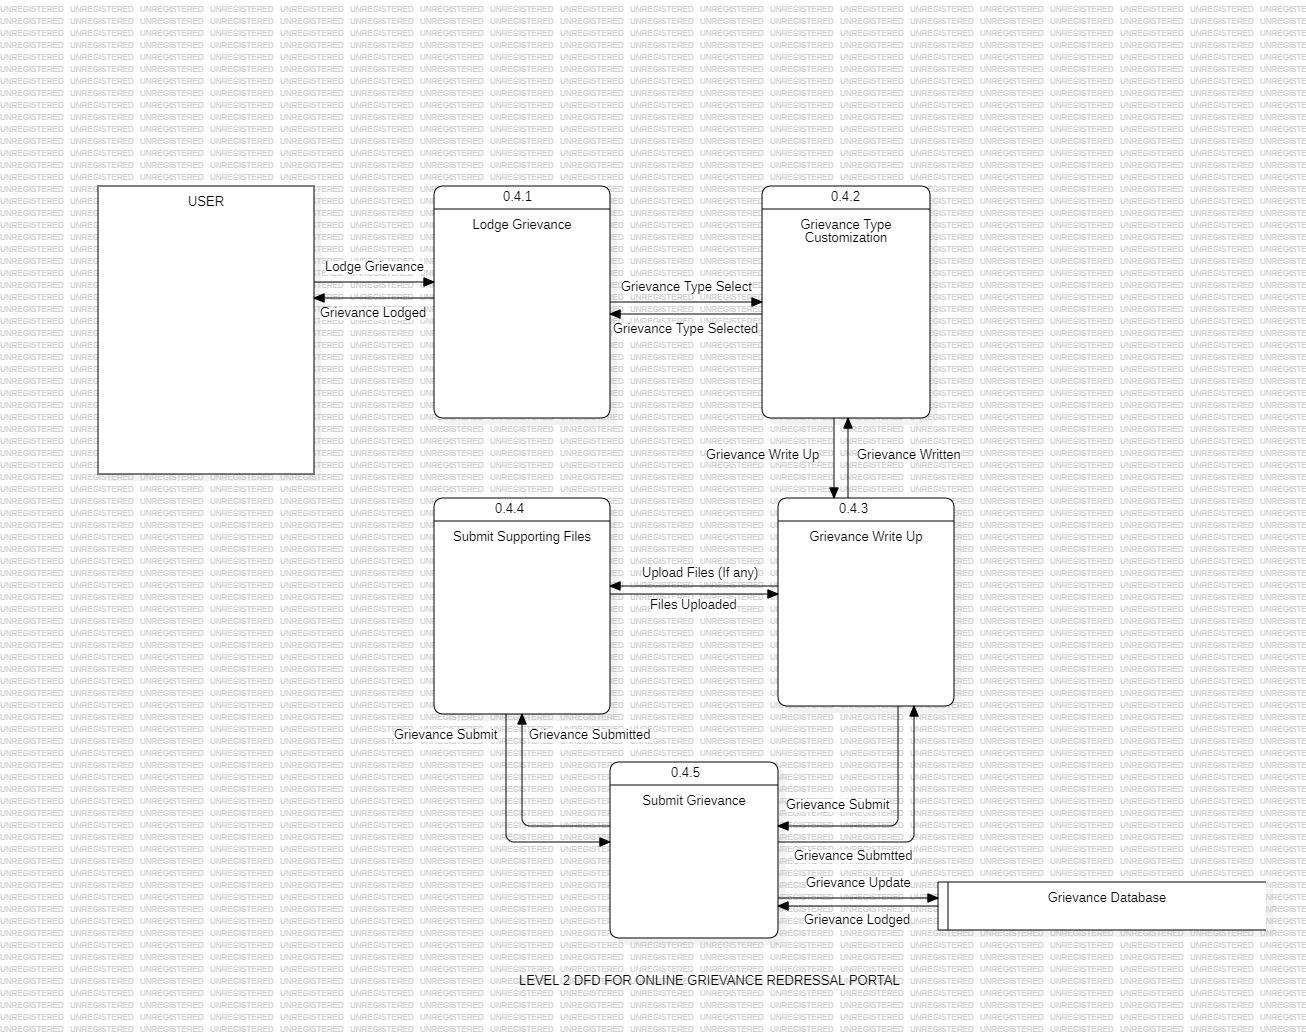 USER
0.4.1
Lodge Grievance
0.4.2
Grievance Type
Customization
Lodge Grievance
Grievance Lodged
Grievance Type Select
Grievance Type Selected
Grievance Write Up
Grievance Written
0.4.4
Submit Supporting Files
0.4.3
Grievance Write Up
Upload Files (If any)
Files Uploaded
Grievance Submit
Grievance Submitted
0.4.5
Submit Grievance
Grievance Submit
Grievance Submtted
Grievance Update
Grievance Lodged
Grievance Database
LEVEL 2 DFD FOR ONLINE GRIEVANCE REDRESSAL PORTAL
UNREGISTERED